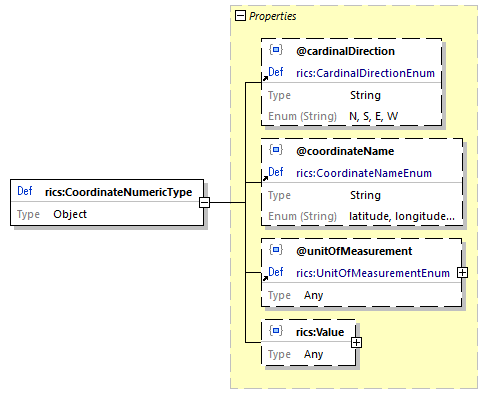 Properties
@cardinalDirection
Def rics:CardinalDirectionEnum
Type String
Enum (String) N, S, E, W
@coordinateName
Def rics:CoordinateNameEnum
Type String
Enum (String) latitude, longitude...
Def rics:CoordinateNumericType
Type Object
@unitOfMeasurement
Def rics:UnitOfMeasurementEnum
Type Any
rics:Value
Type Any